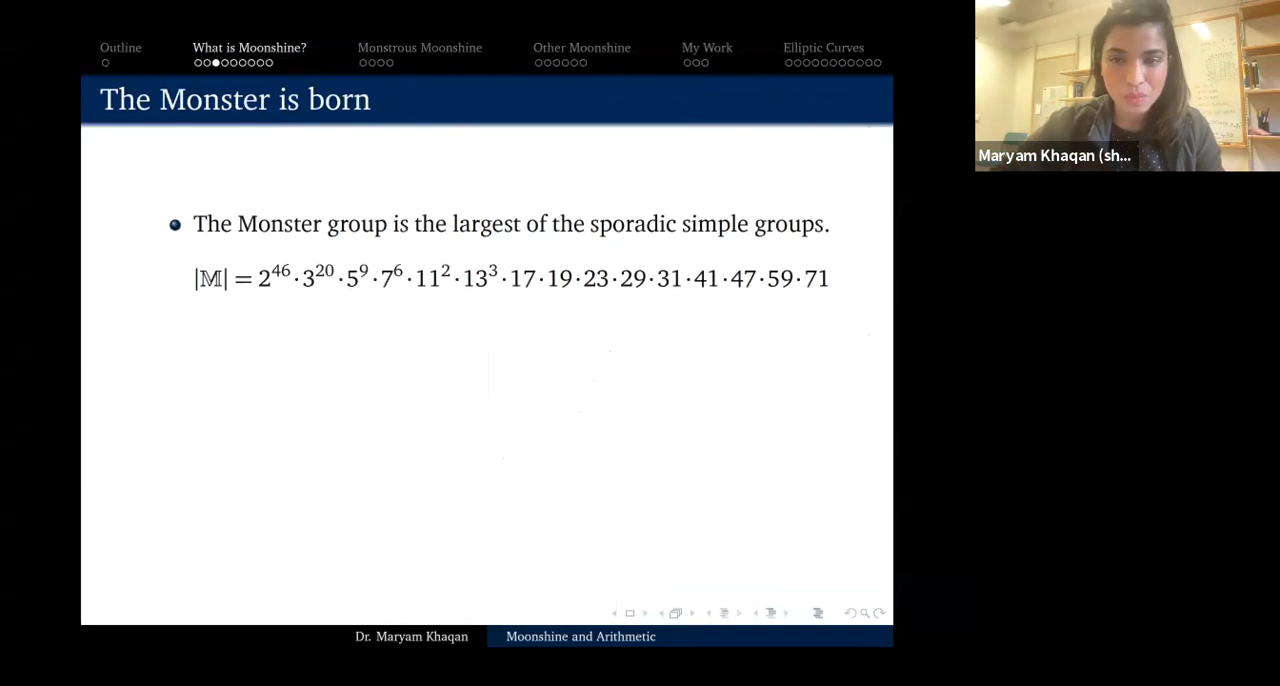 Outline What is Moonshine? Monstrous Moonshine Other Moonshine My Work Elliptic Curves
The Monster is born
Maryam Khaqan (sh...
The Monster group is the largest of the sporadic simple groups.
|𝕄| = 2⁴⁶·3²⁰·5⁹·7⁶·11²·13³·17·19·23·29·31·41·47·59·71
Dr. Maryam Khaqan Moonshine and Arithmetic